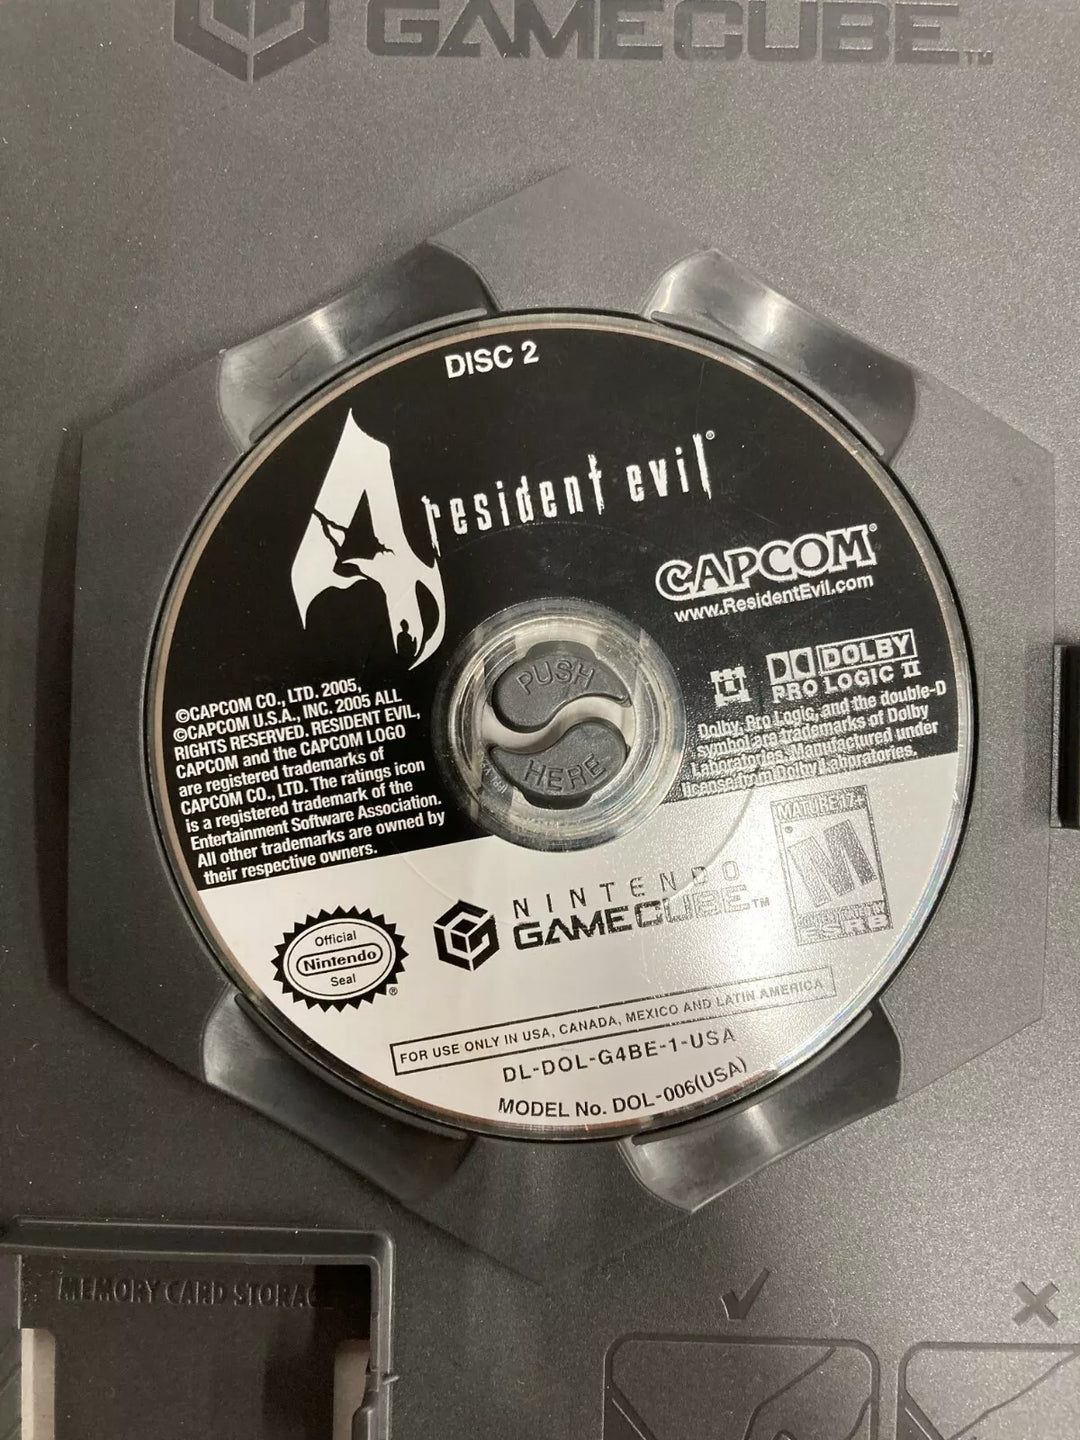 GAMECUBE™
DISC 2
4
resident evil®
CAPCOM®
www.ResidentEvil.com
DOLBY
PRO LOGIC II
Dolby, Pro Logic, and the double-D
symbol are trademarks of Dolby
Laboratories. Manufactured under
license from Dolby Laboratories.
©CAPCOM CO., LTD. 2005,
©CAPCOM U.S.A., INC. 2005 ALL
RIGHTS RESERVED. RESIDENT EVIL,
CAPCOM and the CAPCOM LOGO
are registered trademarks of
CAPCOM CO., LTD. The ratings icon
is a registered trademark of the
Entertainment Software Association.
All other trademarks are owned by
their respective owners.
PUSH
HERE
MATURE 17+
M
ESRB
NINTENDO
GAMECUBE™
Official
Nintendo
Seal
®
FOR USE ONLY IN USA, CANADA, MEXICO AND LATIN AMERICA
DL-DOL-G4BE-1-USA
MODEL No. DOL-006(USA)
MEMORY CARD STORAGE